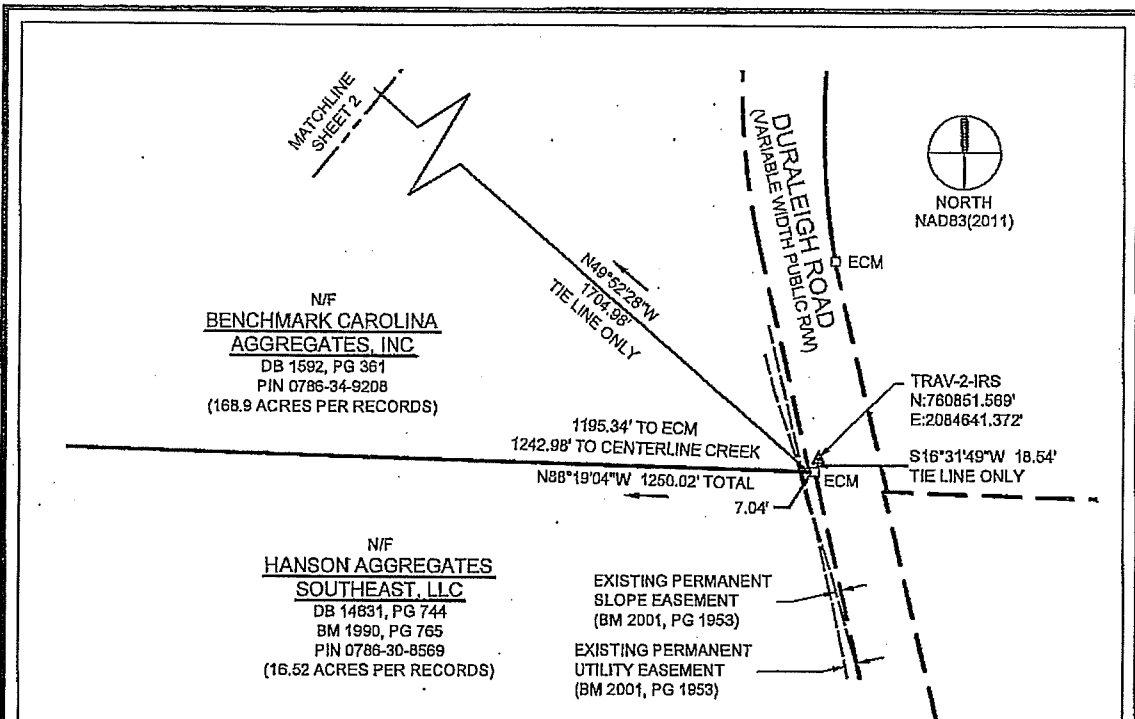 MATCHLINE
SHEET 2
DURALEIGH ROAD
(VARIABLE WIDTH PUBLIC R/W)
NORTH
NAD83(2011)
ECM
N49°52'28"W
1704.98'
TIE LINE ONLY
N/F
BENCHMARK CAROLINA
AGGREGATES, INC
DB 1592, PG 361
PIN 0786-34-9208
(168.9 ACRES PER RECORDS)
TRAV-2-IRS
N:760851.569'
E:2084641.372'
1195.34' TO ECM
1242.98' TO CENTERLINE CREEK
N88°19'04"W 1250.02' TOTAL
S16°31'49"W 18.54'
TIE LINE ONLY
ECM
7.04'
N/F
HANSON AGGREGATES
SOUTHEAST, LLC
DB 14831, PG 744
BM 1990, PG 765
PIN 0786-30-8569
(16.52 ACRES PER RECORDS)
EXISTING PERMANENT
SLOPE EASEMENT
(BM 2001, PG 1953)
EXISTING PERMANENT
UTILITY EASEMENT
(BM 2001, PG 1953)